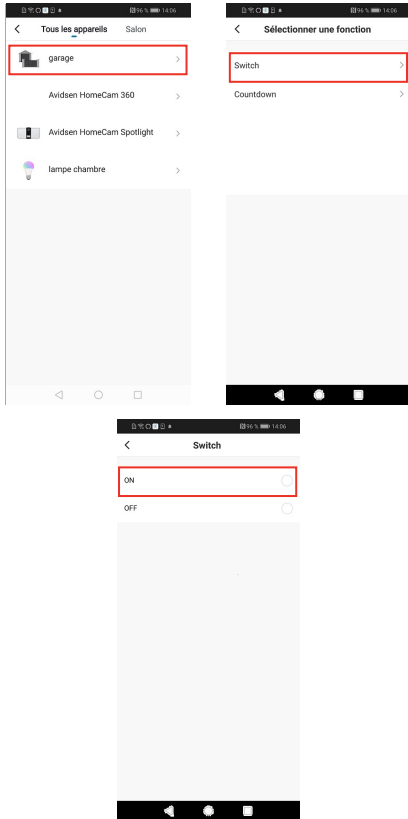 96 % 14:06
Tous les appareils Salon
garage
Avidsen HomeCam 360
Avidsen HomeCam Spotlight
lampe chambre
96 % 14:06
Sélectionner une fonction
Switch
Countdown
96 % 14:06
Switch
ON
OFF